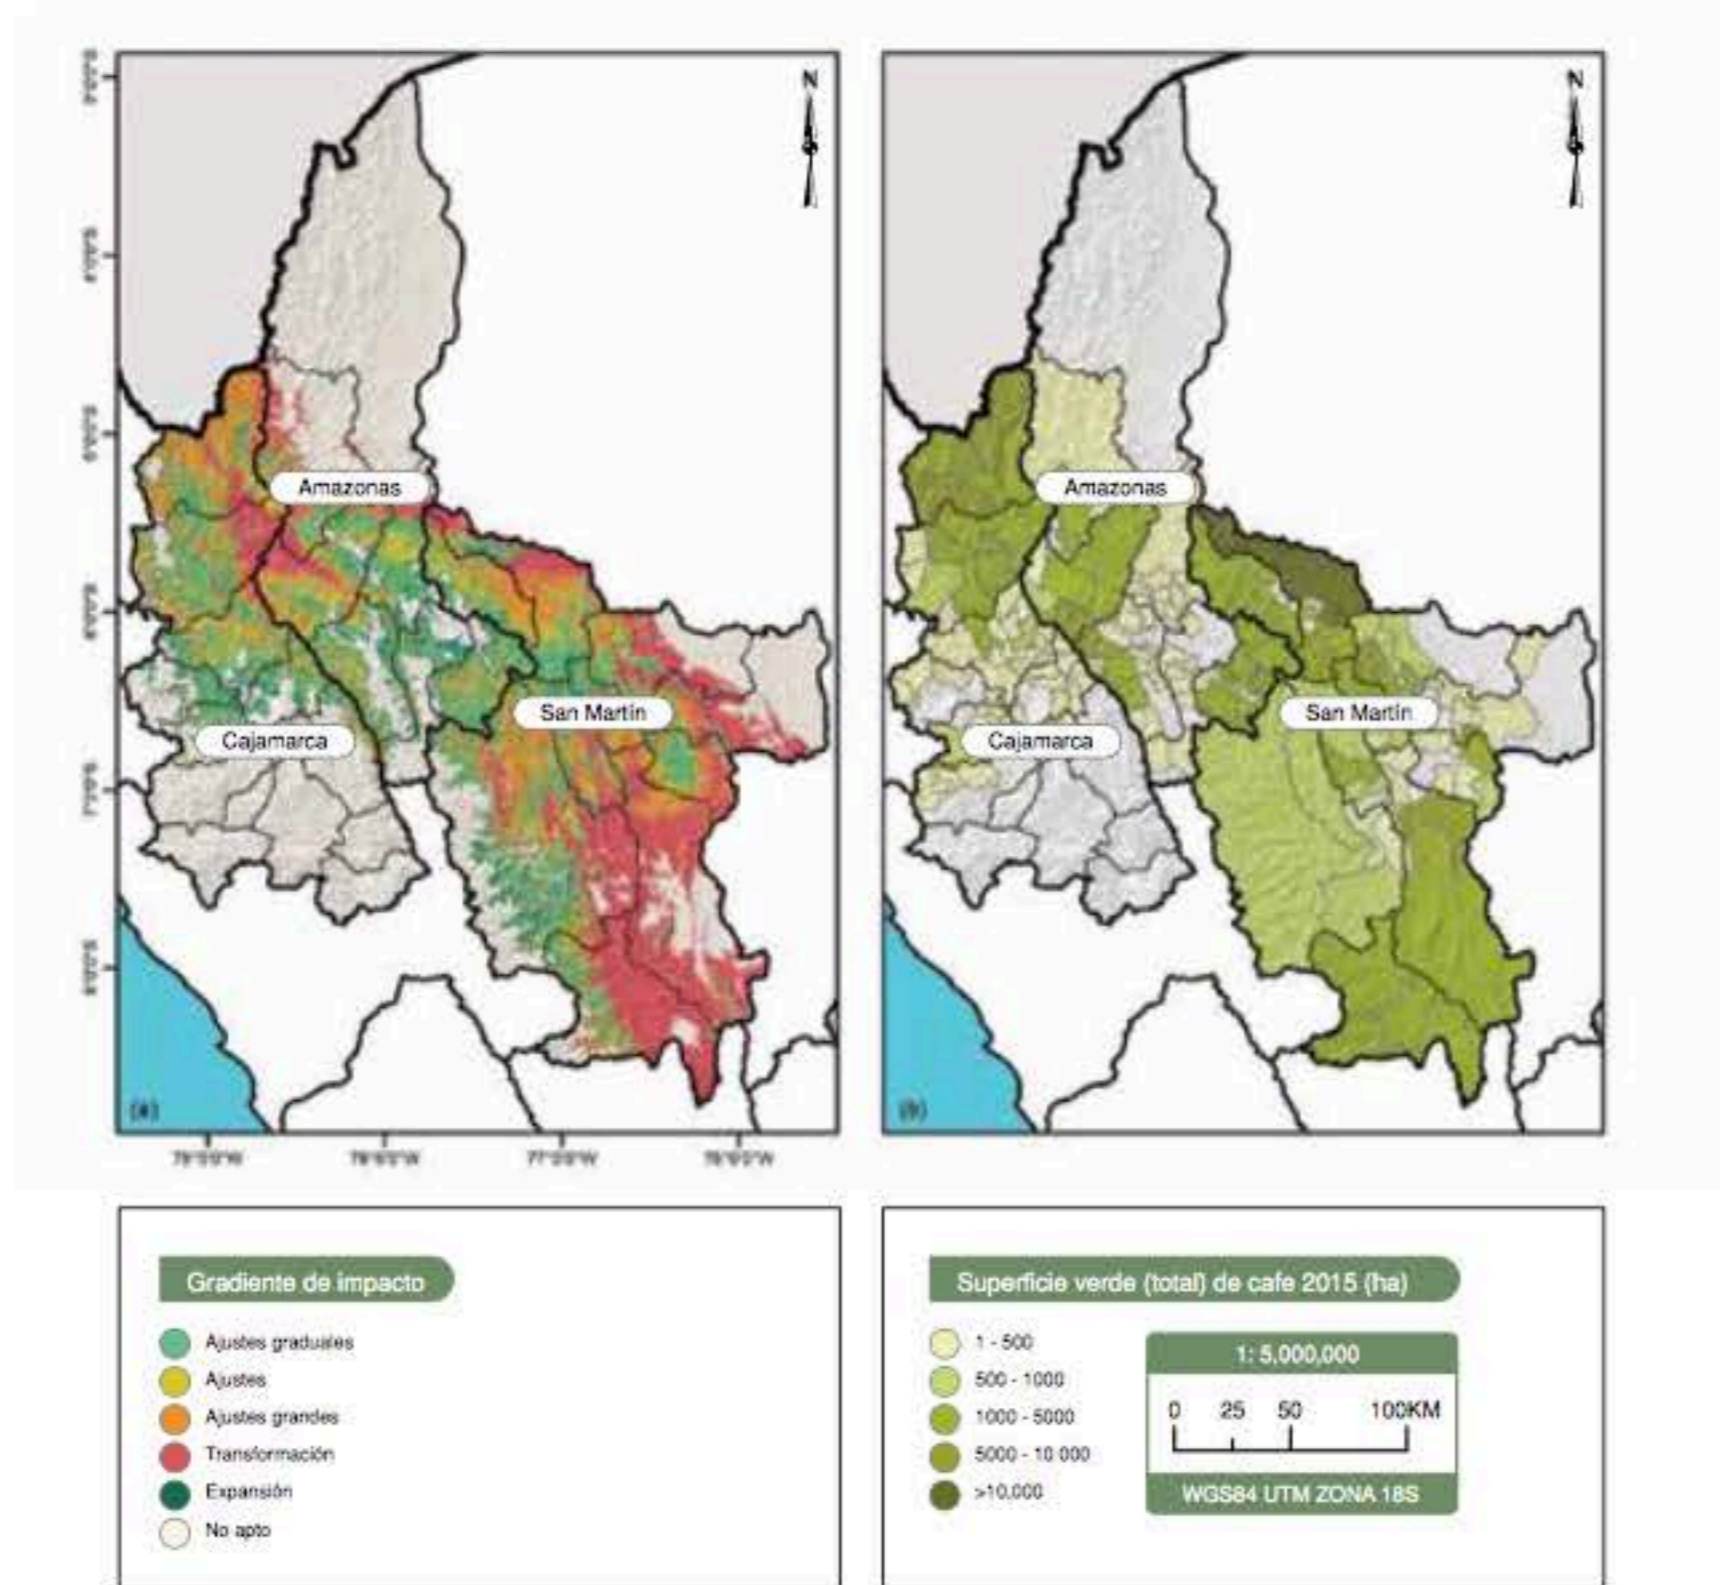 N
N
Amazonas
Amazonas
San Martín
San Martín
Cajamarca
Cajamarca
(a)
(b)
Gradiente de impacto
Ajustes graduales
Ajustes
Ajustes grandes
Transformación
Expansión
No apto
Superficie verde (total) de cafe 2015 (ha)
1 - 500
500 - 1000
1000 - 5000
5000 - 10 000
>10,000
1: 5,000,000
0 25 50 100KM
WGS84 UTM ZONA 18S